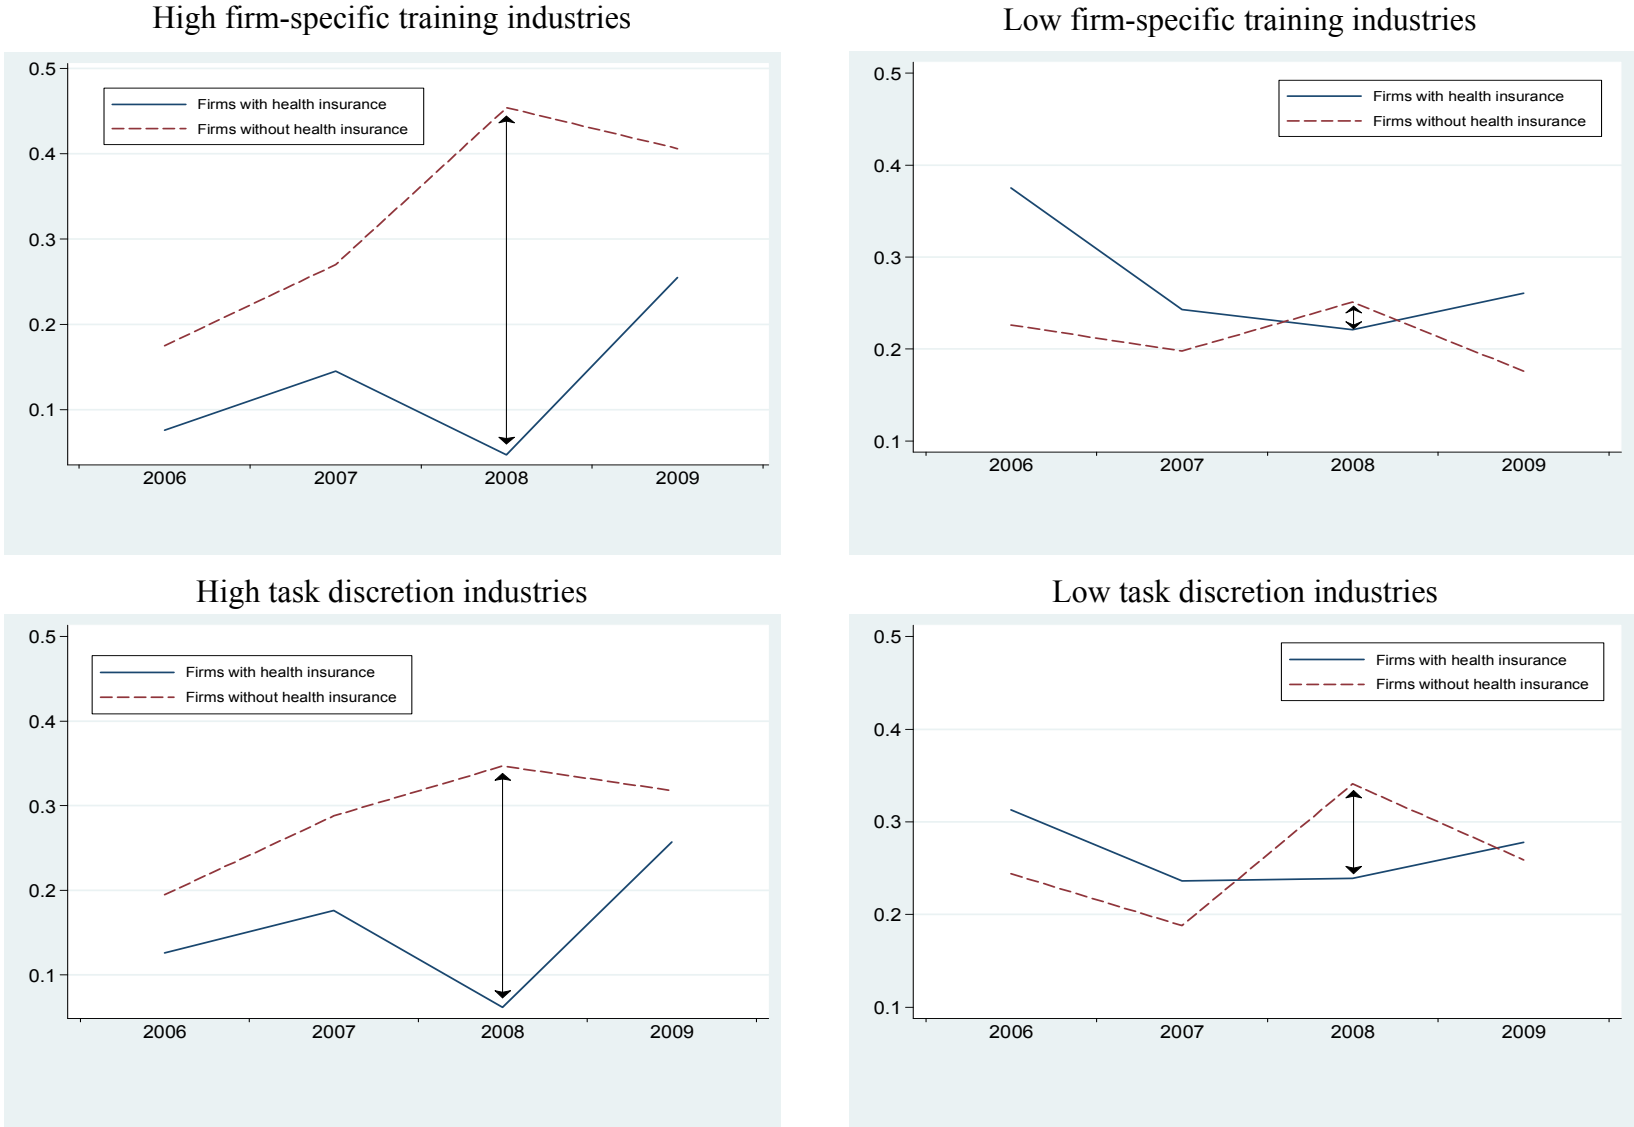 High firm-specific training industries
0.5
0.4
0.3
0.2
0.1
Firms with health insurance
Firms without health insurance
2006 2007 2008 2009
Low firm-specific training industries
0.5
0.4
0.3
0.2
0.1
Firms with health insurance
Firms without health insurance
2006 2007 2008 2009
High task discretion industries
0.5
0.4
0.3
0.2
0.1
Firms with health insurance
Firms without health insurance
2006 2007 2008 2009
Low task discretion industries
0.5
0.4
0.3
0.2
0.1
Firms with health insurance
Firms without health insurance
2006 2007 2008 2009